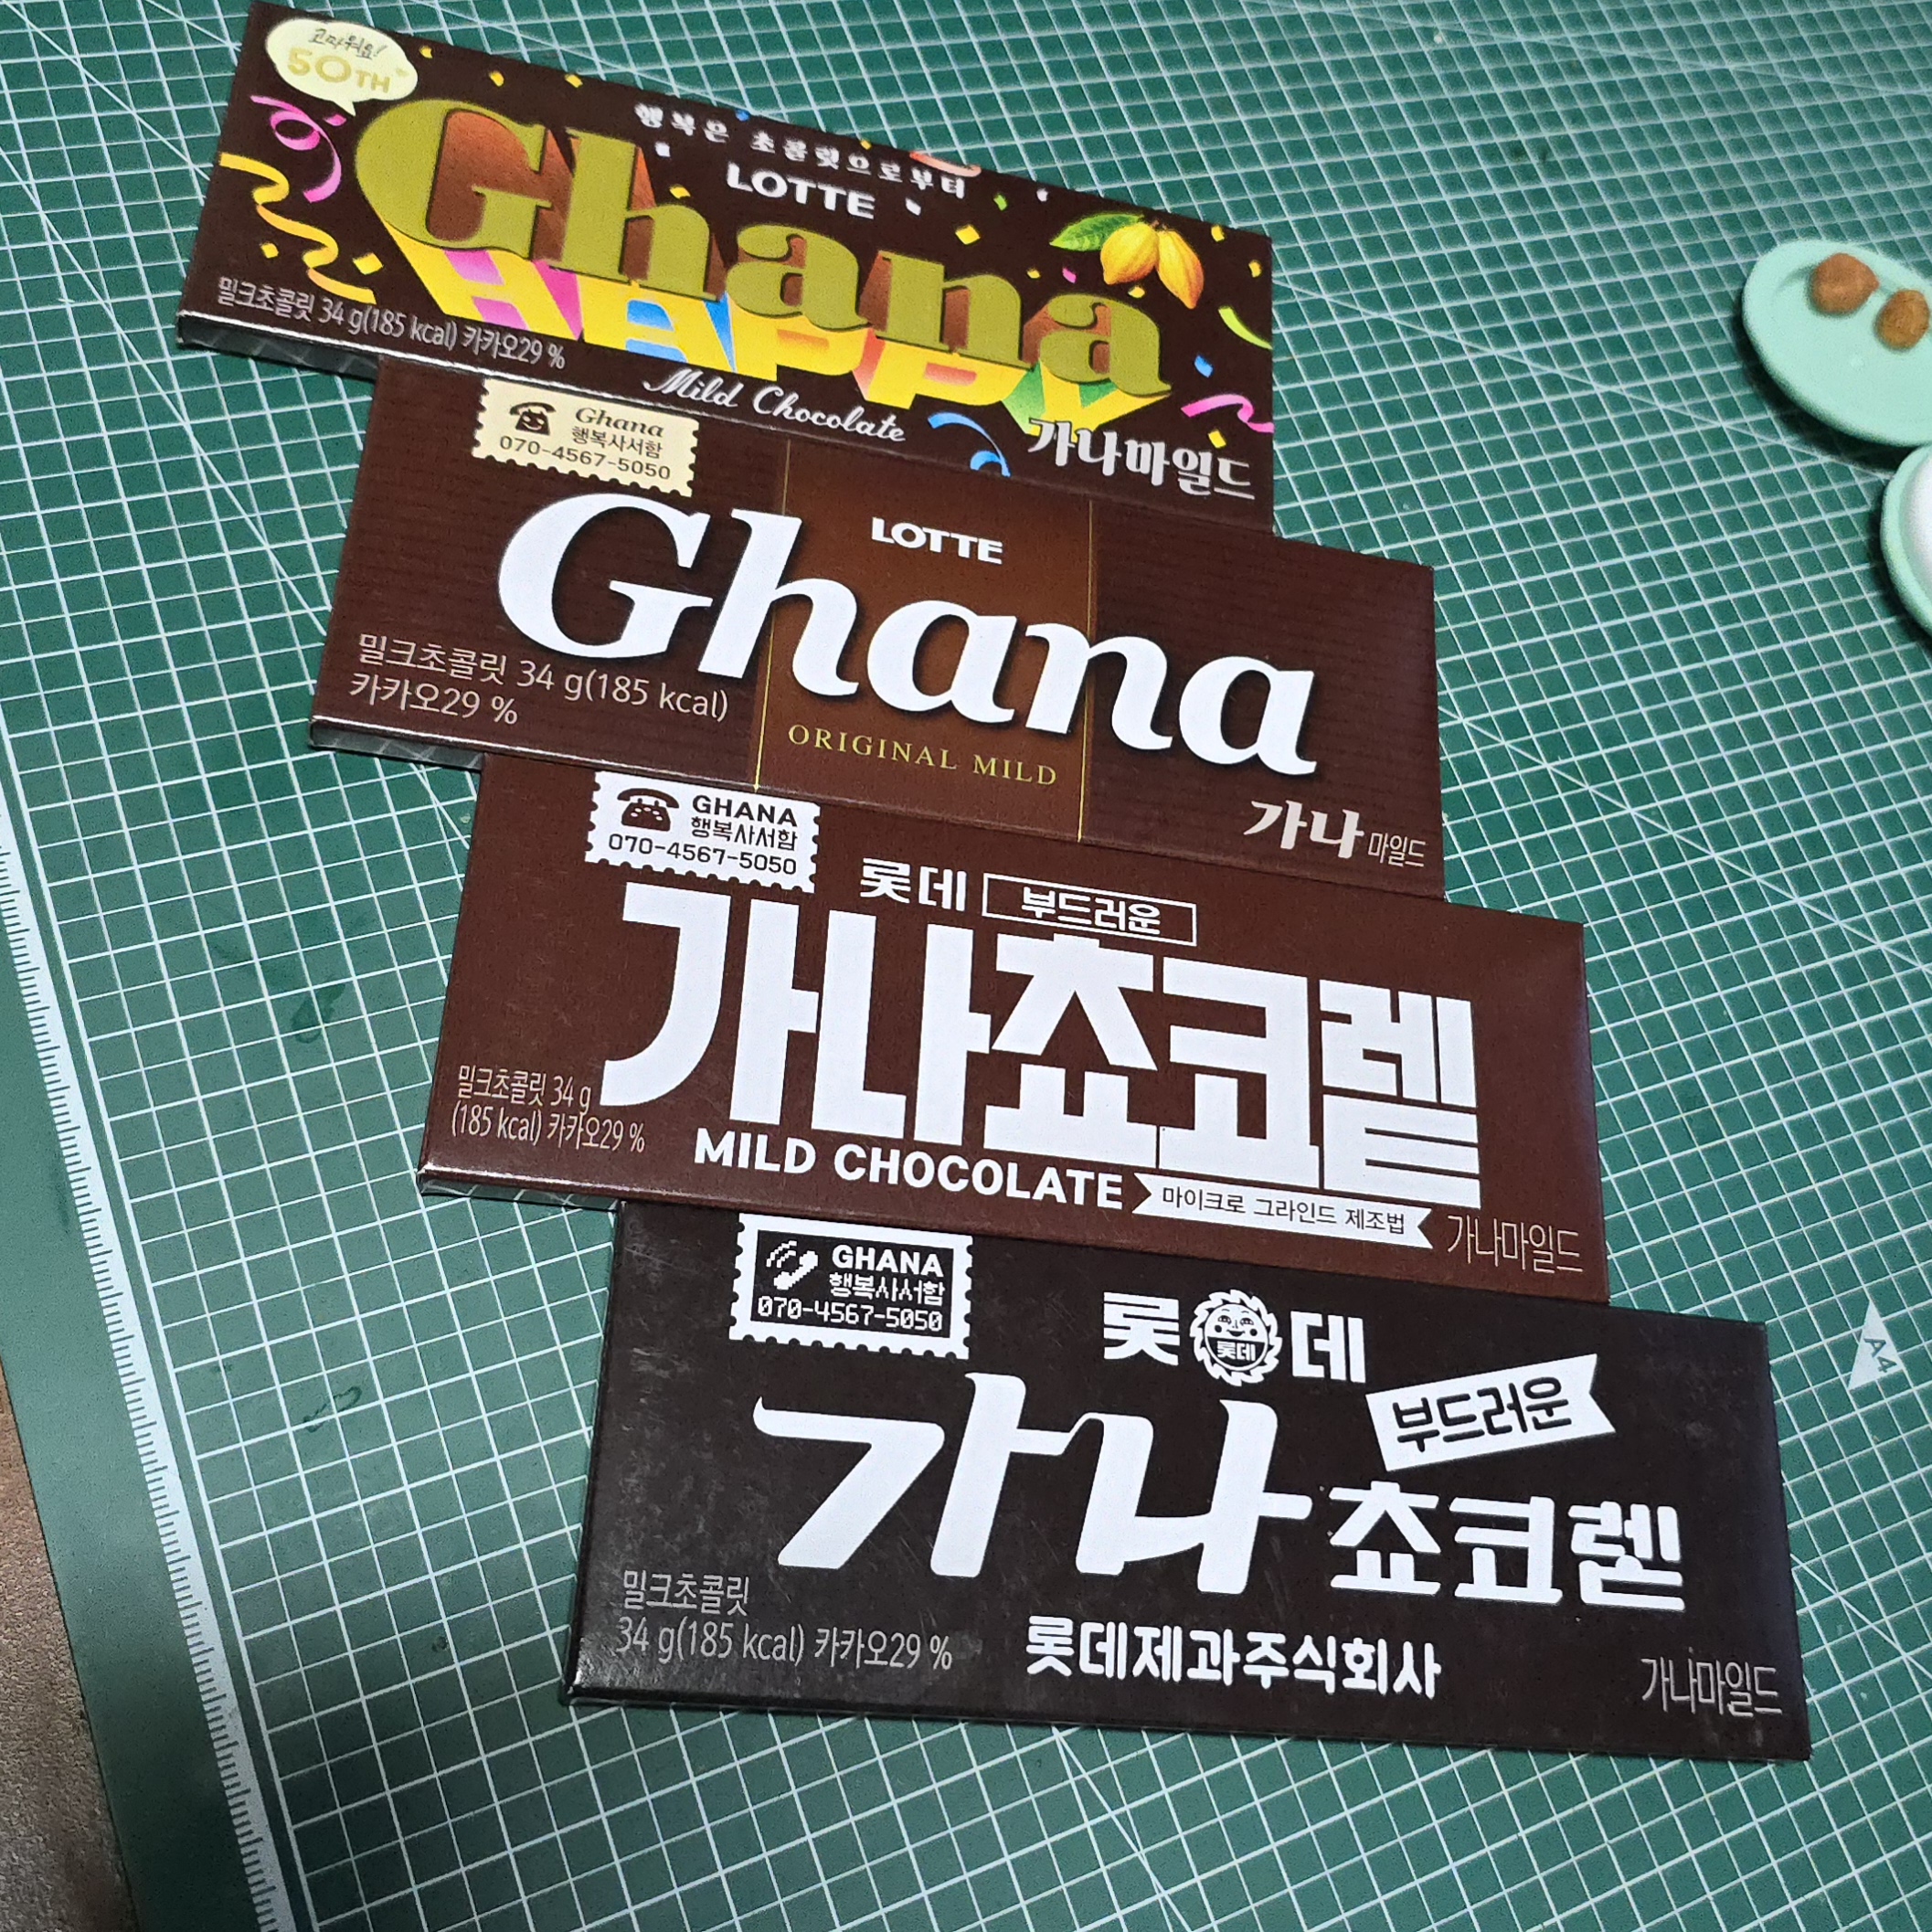 고마워요!
50TH
행복은 초콜릿으로부터
LOTTE
Ghana
HAPPY
밀크초콜릿 34 g(185 kcal) 카카오29 %
Mild Chocolate
가나마일드
Ghana
행복사서함
070-4567-5050
LOTTE
Ghana
밀크초콜릿 34 g(185 kcal)
카카오29 %
ORIGINAL MILD
가나 마일드
GHANA
행복사서함
070-4567-5050
롯데 부드러운
가나쵸코렡
밀크초콜릿 34 g
(185 kcal) 카카오29 %
MILD CHOCOLATE 마이크로 그라인드 제조법
가나마일드
GHANA
행복사서함
070-4567-5050
롯 롯데 데
부드러운
가나 쵸코렡
밀크초콜릿
34 g(185 kcal) 카카오29 %
롯데제과주식회사
가나마일드
A4